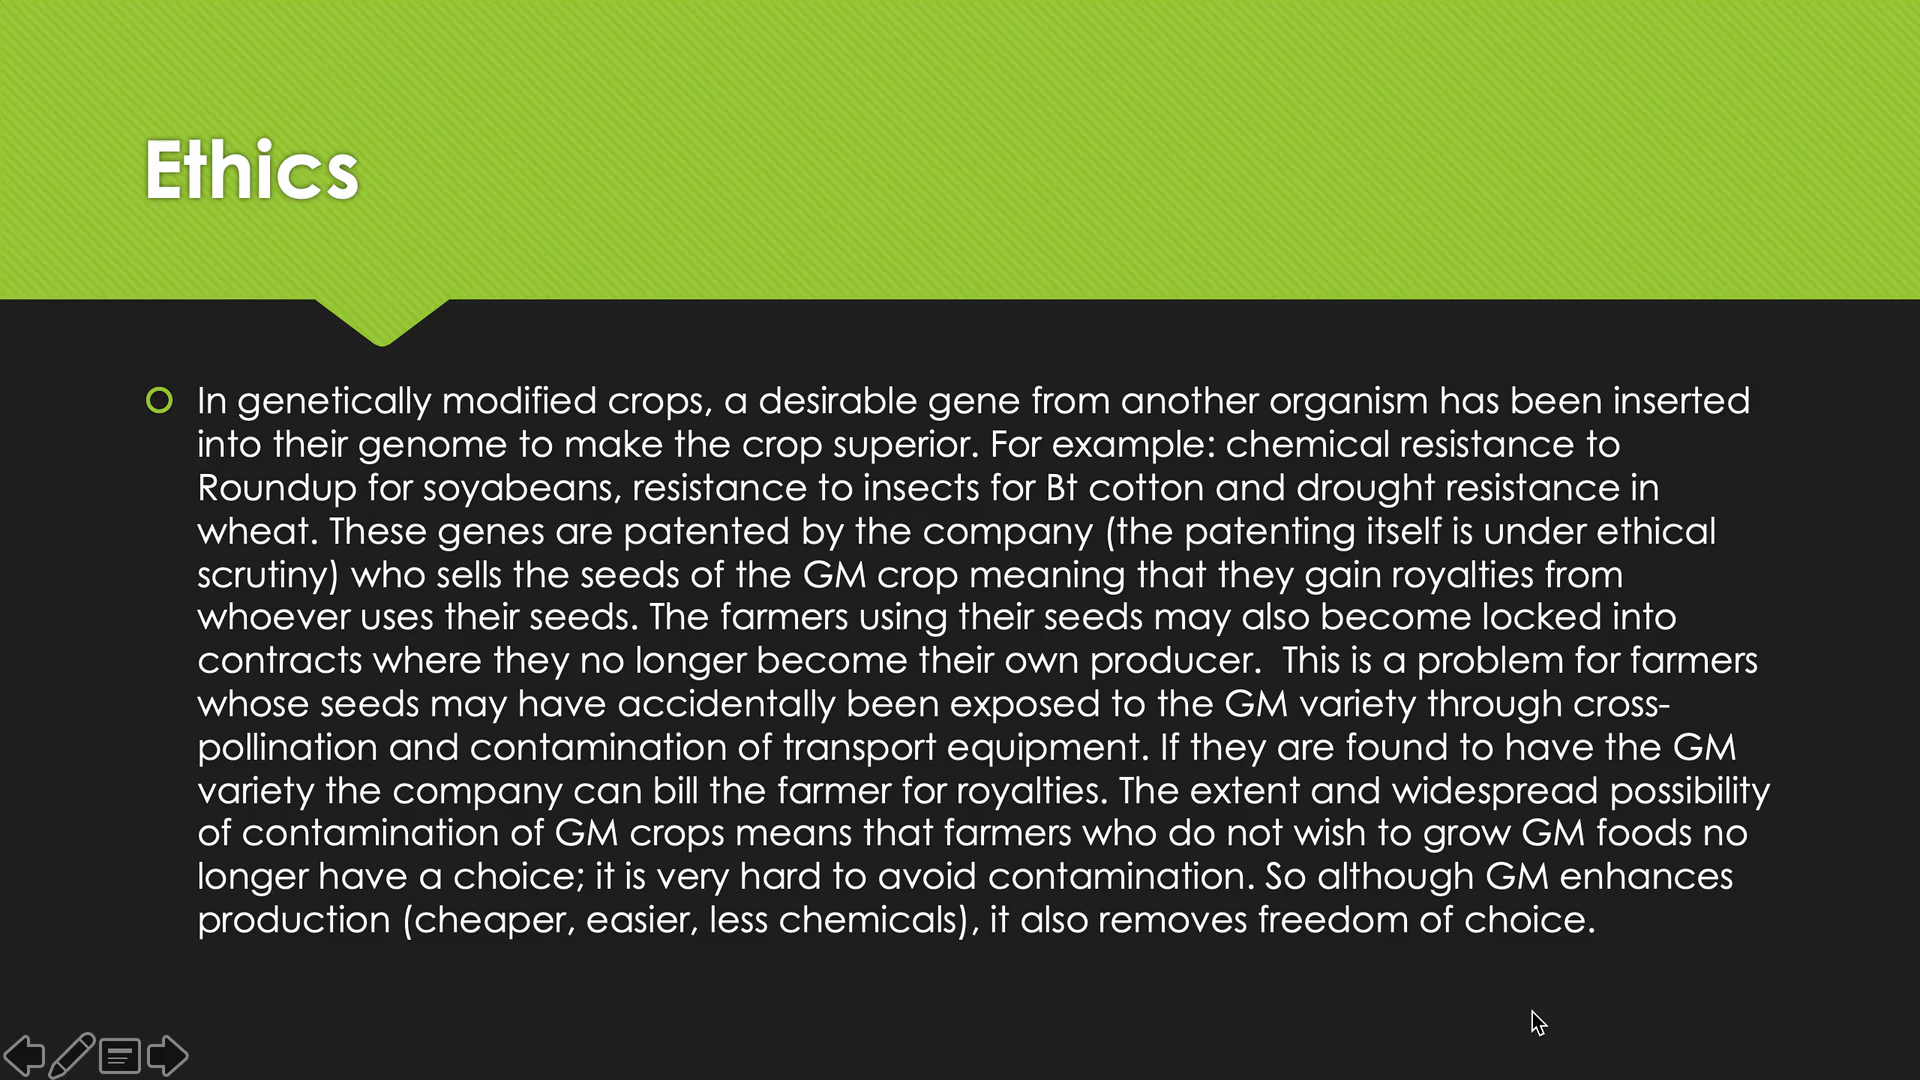 Ethics
In genetically modified crops, a desirable gene from another organism has been inserted
into their genome to make the crop superior. For example: chemical resistance to
Roundup for soyabeans, resistance to insects for Bt cotton and drought resistance in
wheat. These genes are patented by the company (the patenting itself is under ethical
scrutiny) who sells the seeds of the GM crop meaning that they gain royalties from
whoever uses their seeds. The farmers using their seeds may also become locked into
contracts where they no longer become their own producer.  This is a problem for farmers
whose seeds may have accidentally been exposed to the GM variety through cross-
pollination and contamination of transport equipment. If they are found to have the GM
variety the company can bill the farmer for royalties. The extent and widespread possibility
of contamination of GM crops means that farmers who do not wish to grow GM foods no
longer have a choice; it is very hard to avoid contamination. So although GM enhances
production (cheaper, easier, less chemicals), it also removes freedom of choice.